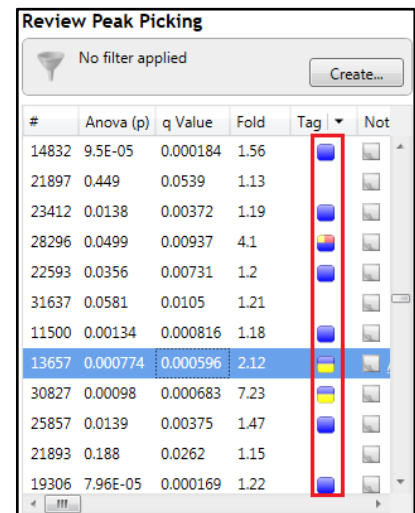 Review Peak Picking
No filter applied
Create...
# Anova (p) q Value Fold Tag Not
14832 9.5E-05 0.000184 1.56
21897 0.449 0.0539 1.13
23412 0.0138 0.00372 1.19
28296 0.0499 0.00937 4.1
22593 0.0356 0.00731 1.2
31637 0.0581 0.0105 1.21
11500 0.00134 0.000816 1.18
13657 0.000774 0.000596 2.12
30827 0.00098 0.000683 7.23
25857 0.0139 0.00375 1.47
21893 0.188 0.0262 1.15
19306 7.96E-05 0.000169 1.22